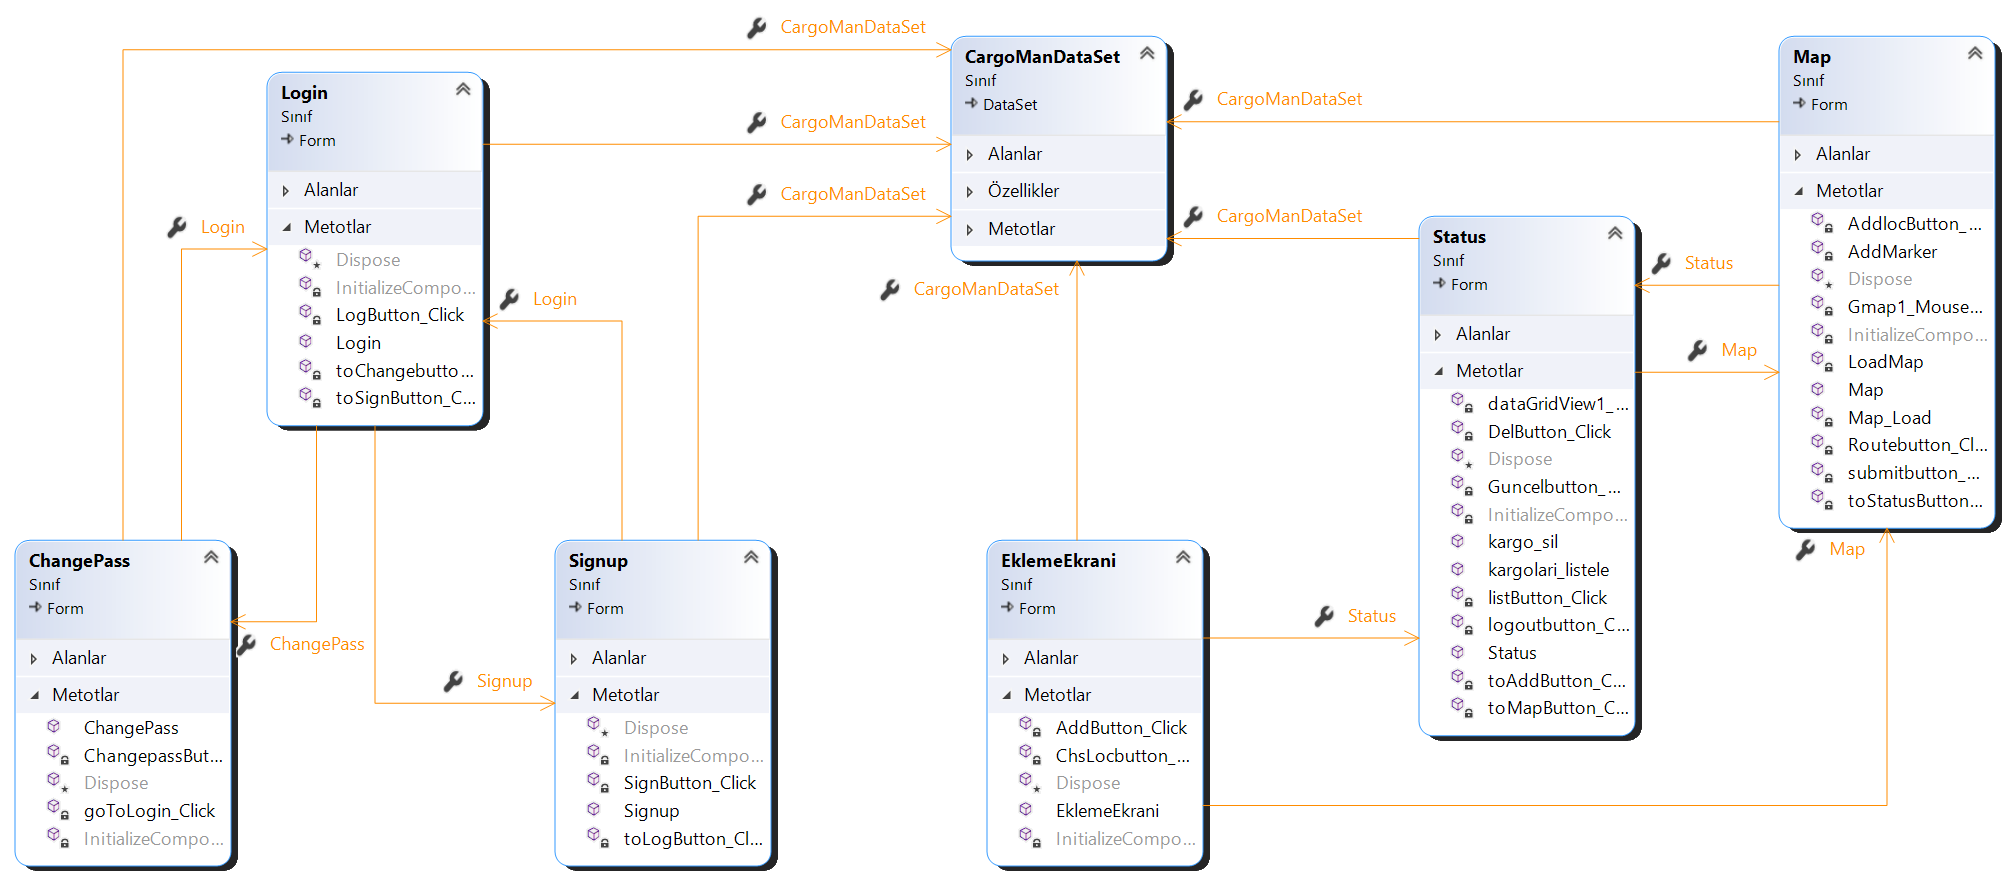 CargoManDataSet
Login
Sınıf
Form
Alanlar
Metotlar
Dispose
InitializeCompo...
LogButton_Click
Login
toChangebutto...
toSignButton_C...
CargoManDataSet
CargoManDataSet
CargoManDataSet
Sınıf
DataSet
Alanlar
Özellikler
Metotlar
CargoManDataSet
CargoManDataSet
CargoManDataSet
Map
Sınıf
Form
Alanlar
Metotlar
AddlocButton_...
AddMarker
Dispose
Gmap1_Mouse...
InitializeCompo...
LoadMap
Map
Map_Load
Routebutton_Cl...
submitbutton_...
toStatusButton...
Status
Map
Map
Status
Sınıf
Form
Alanlar
Metotlar
dataGridView1_...
DelButton_Click
Dispose
Guncelbutton_...
InitializeCompo...
kargo_sil
kargolari_listele
listButton_Click
logoutbutton_C...
Status
toAddButton_C...
toMapButton_C...
Login
Login
ChangePass
Signup
Status
ChangePass
Sınıf
Form
Alanlar
Metotlar
ChangePass
ChangepassBut...
Dispose
goToLogin_Click
InitializeCompo...
Signup
Sınıf
Form
Alanlar
Metotlar
Dispose
InitializeCompo...
SignButton_Click
Signup
toLogButton_Cl...
EklemeEkrani
Sınıf
Form
Alanlar
Metotlar
AddButton_Click
ChsLocbutton_...
Dispose
EklemeEkrani
InitializeCompo...